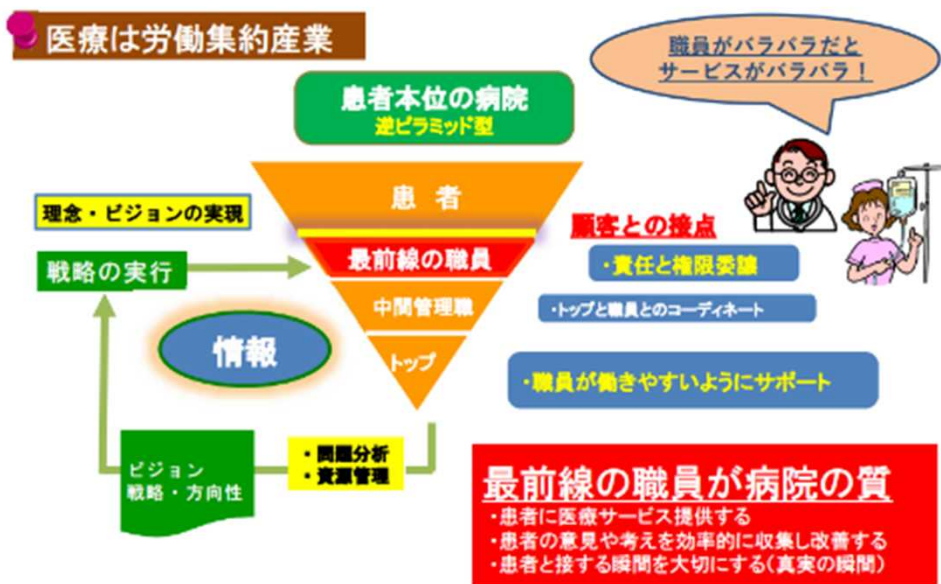 医療は労働集約産業
職員がバラバラだと
サービスがバラバラ！
患者本位の病院
逆ピラミッド型
患者
理念・ビジョンの実現
顧客との接点
最前線の職員
・責任と権限委譲
戦略の実行
中間管理職
・トップと職員とのコーディネート
情報
トップ
・職員が働きやすいようにサポート
・問題分析
・資源管理
ビジョン
戦略・方向性
最前線の職員が病院の質
・患者に医療サービス提供する
・患者の意見や考えを効率的に収集し改善する
・患者と接する瞬間を大切にする(真実の瞬間)